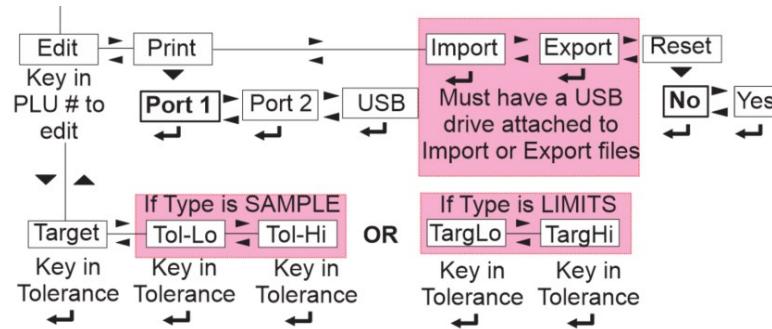 Edit Print Import Export Reset
Key in
PLU # to
edit
Port 1 Port 2 USB
Must have a USB
drive attached to
Import or Export files
No Yes
If Type is SAMPLE
If Type is LIMITS
Target Tol-Lo Tol-Hi OR TargLo TargHi
Key in
Tolerance
Key in
Tolerance
Key in
Tolerance
Key in
Tolerance
Key in
Tolerance